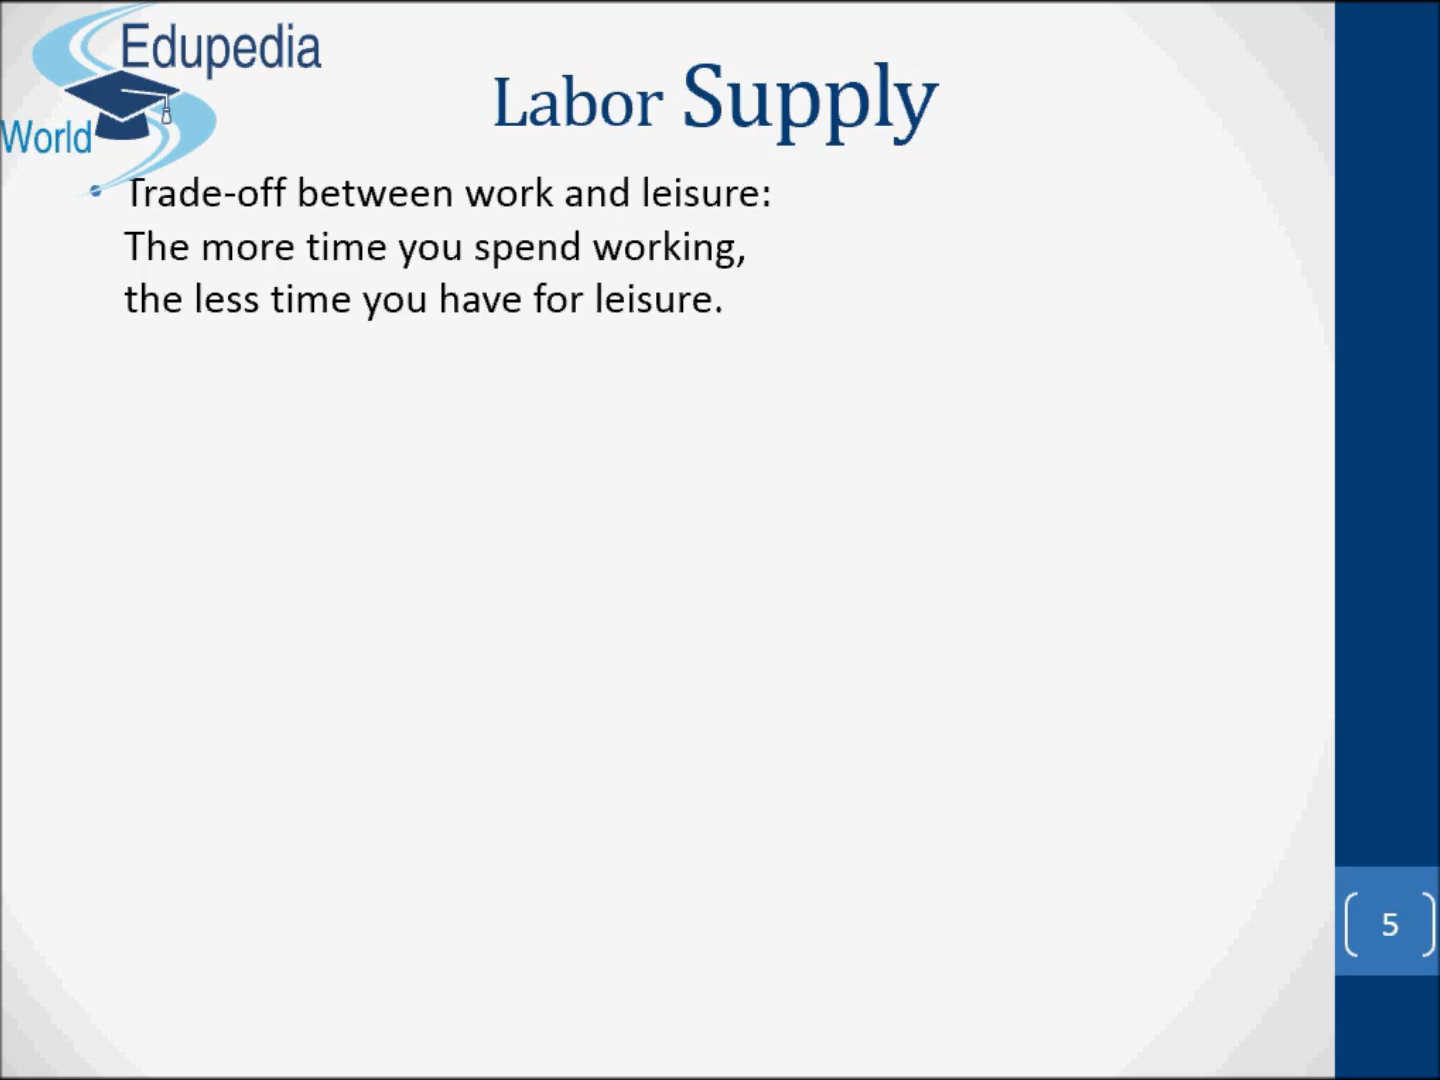 Edupedia
World
Labor Supply
• Trade-off between work and leisure:
The more time you spend working,
the less time you have for leisure.
5